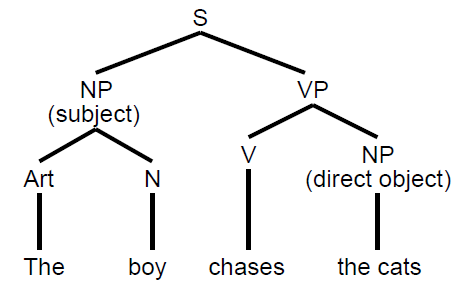 S
NP VP
(subject)
Art N V NP
(direct object)
The boy chases the cats